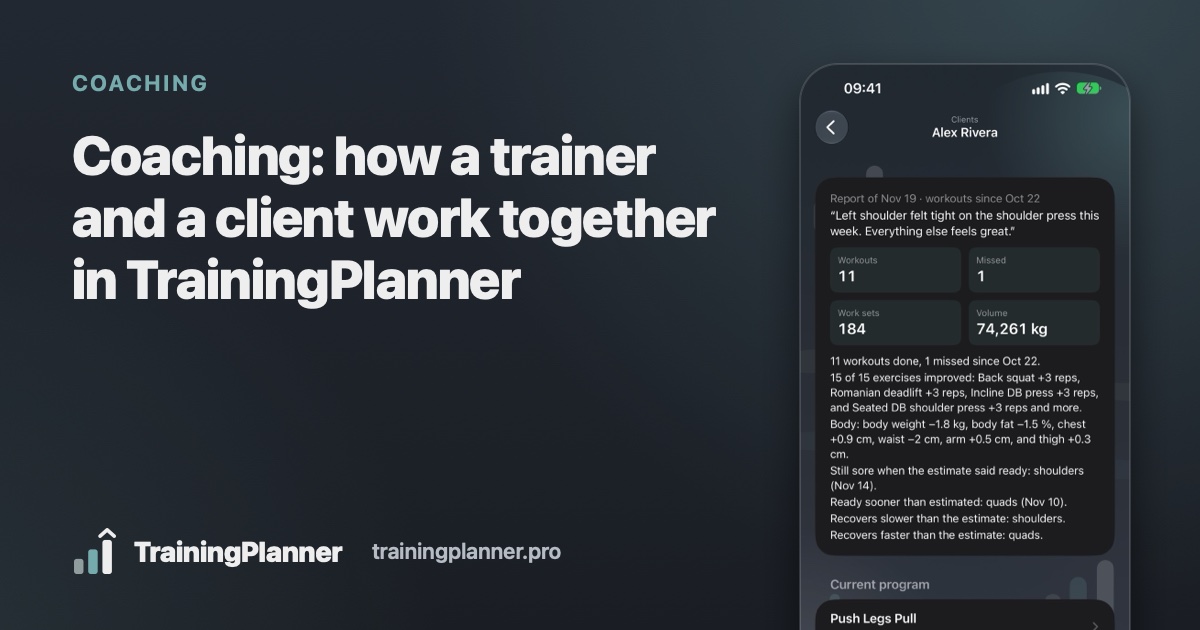 COACHING
Coaching: how a trainer
and a client work together
in TrainingPlanner
TrainingPlanner
trainingplanner.pro
09:41
Clients
Alex Rivera
Report of Nov 19 · workouts since Oct 22
“Left shoulder felt tight on the shoulder press this
week. Everything else feels great.”
Workouts
11
Missed
1
Work sets
184
Volume
74,261 kg
11 workouts done, 1 missed since Oct 22.
15 of 15 exercises improved: Back squat +3 reps,
Romanian deadlift +3 reps, Incline DB press +3 reps,
and Seated DB shoulder press +3 reps and more.
Body: body weight −1.8 kg, body fat −1.5 %, chest
+0.9 cm, waist −2 cm, arm +0.5 cm, and thigh +0.3
cm.
Still sore when the estimate said ready: shoulders
(Nov 14).
Ready sooner than estimated: quads (Nov 10).
Recovers slower than the estimate: shoulders.
Recovers faster than the estimate: quads.
Current program
Push Legs Pull